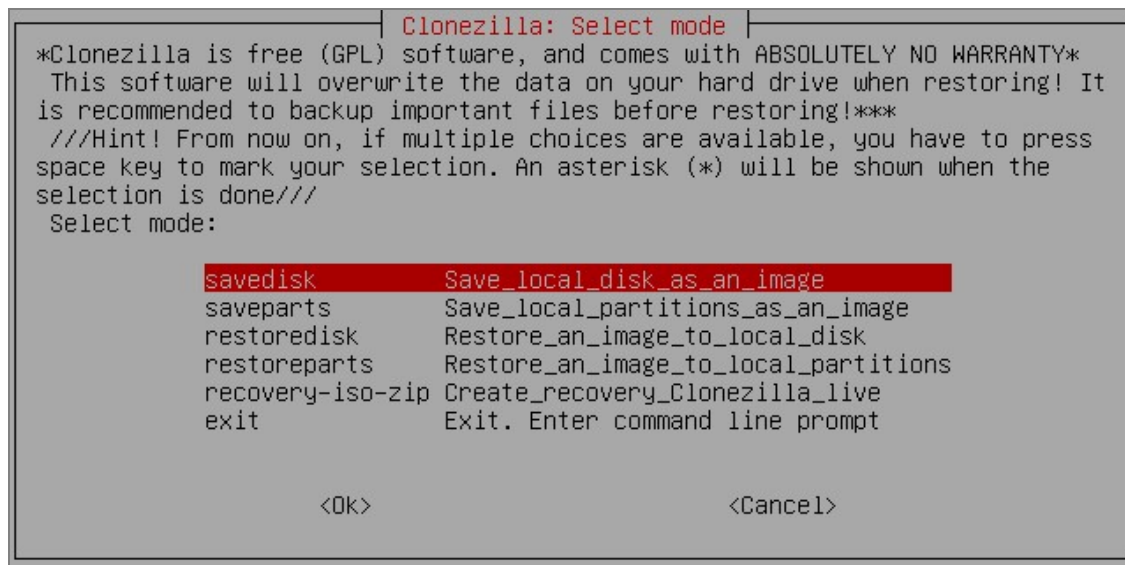 Clonezilla: Select mode
*Clonezilla is free (GPL) software, and comes with ABSOLUTELY NO WARRANTY*
This software will overwrite the data on your hard drive when restoring! It
is recommended to backup important files before restoring!***
///Hint! From now on, if multiple choices are available, you have to press
space key to mark your selection. An asterisk (*) will be shown when the
selection is done///
Select mode:
savedisk Save_local_disk_as_an_image
saveparts Save_local_partitions_as_an_image
restoredisk Restore_an_image_to_local_disk
restoreparts Restore_an_image_to_local_partitions
recovery-iso-zip Create_recovery_Clonezilla_live
exit Exit. Enter command line prompt
<Ok> <Cancel>